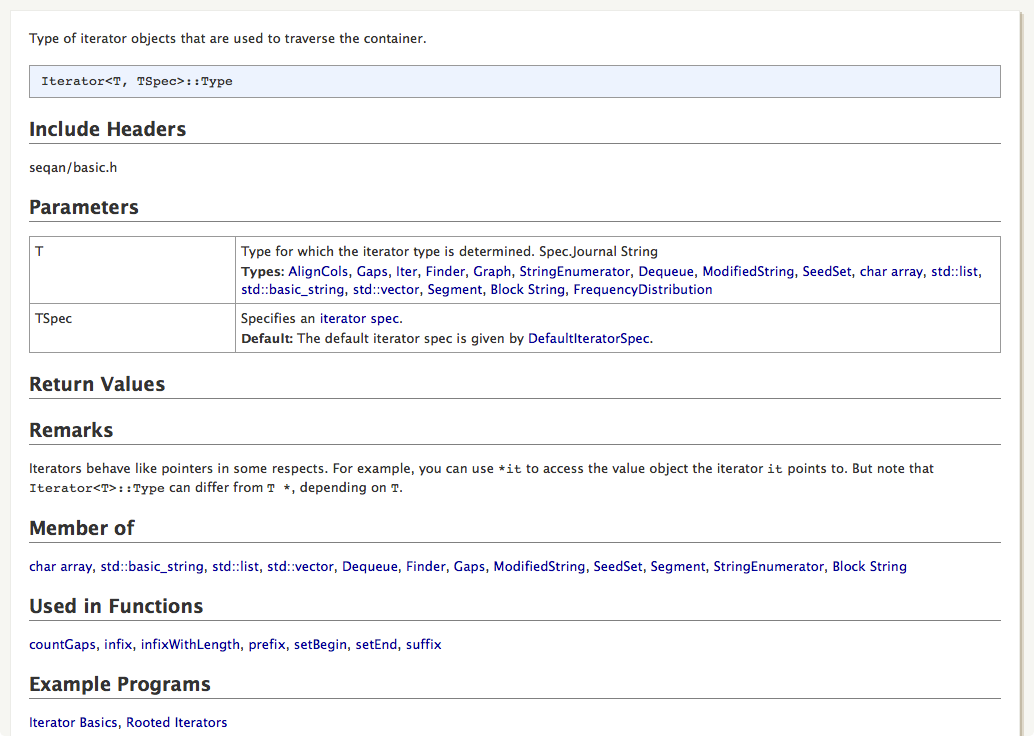 Type of iterator objects that are used to traverse the container.
Iterator<T, TSpec>::Type
Include Headers
seqan/basic.h
Parameters
T
Type for which the iterator type is determined. Spec.Journal String
Types: AlignCols, Gaps, Iter, Finder, Graph, StringEnumerator, Dequeue, ModifiedString, SeedSet, char array, std::list,
std::basic_string, std::vector, Segment, Block String, FrequencyDistribution
TSpec
Specifies an iterator spec.
Default: The default iterator spec is given by DefaultIteratorSpec.
Return Values
Remarks
Iterators behave like pointers in some respects. For example, you can use *it to access the value object the iterator it points to. But note that
Iterator<T>::Type can differ from T *, depending on T.
Member of
char array, std::basic_string, std::list, std::vector, Dequeue, Finder, Gaps, ModifiedString, SeedSet, Segment, StringEnumerator, Block String
Used in Functions
countGaps, infix, infixWithLength, prefix, setBegin, setEnd, suffix
Example Programs
Iterator Basics, Rooted Iterators